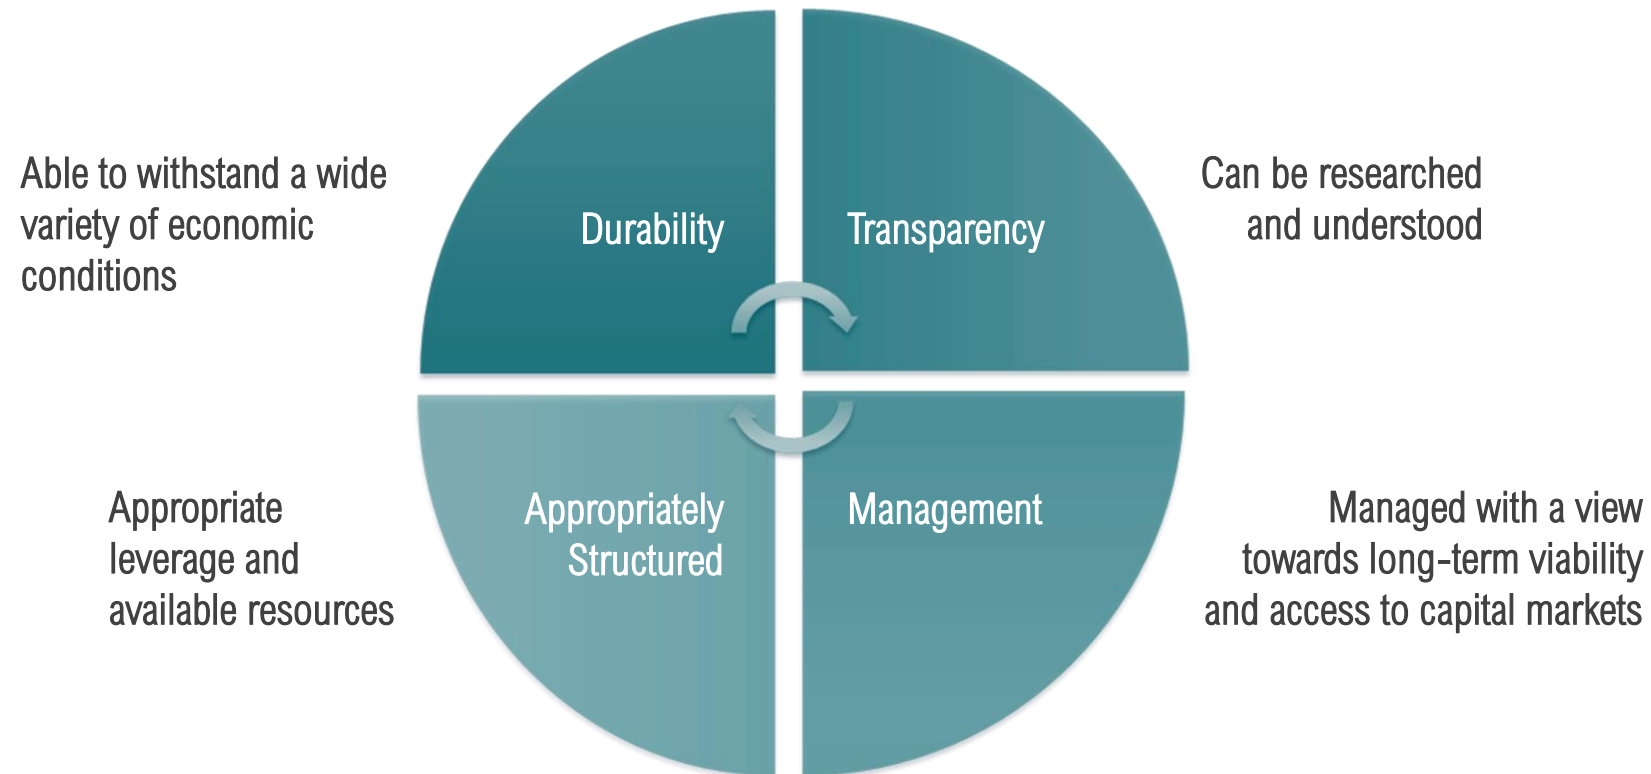 Able to withstand a wide
variety of economic
conditions
Durability
Transparency
Can be researched
and understood
Appropriate
leverage and
available resources
Appropriately
Structured
Management
Managed with a view
towards long-term viability
and access to capital markets